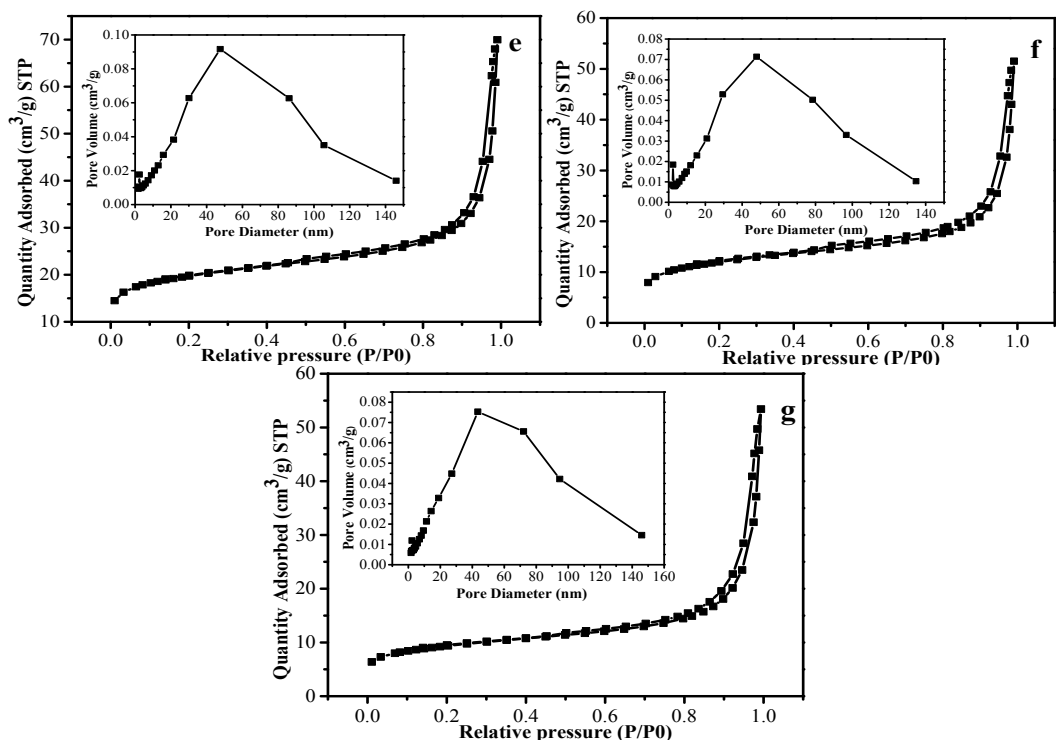 e
Quantity Adsorbed (cm3/g) STP
70
60
50
40
30
20
10
0.0 0.2 0.4 0.6 0.8 1.0
Relative pressure (P/P0)
Pore Volume (cm3/g)
0.10
0.08
0.06
0.04
0.02
0.00
0 20 40 60 80 100 120 140
Pore Diameter (nm)
f
Quantity Adsorbed (cm3/g) STP
60
50
40
30
20
10
0
0.0 0.2 0.4 0.6 0.8 1.0
Relative pressure (P/P0)
Pore Volume (cm3/g)
0.08
0.07
0.06
0.05
0.04
0.03
0.02
0.01
0.00
0 20 40 60 80 100 120 140
Pore Diameter (nm)
g
Quantity Adsorbed (cm3/g) STP
60
50
40
30
20
10
0
0.0 0.2 0.4 0.6 0.8 1.0
Relative pressure (P/P0)
Pore Volume (cm3/g)
0.08
0.07
0.06
0.05
0.04
0.03
0.02
0.01
0.00
0 20 40 60 80 100 120 140 160
Pore Diameter (nm)